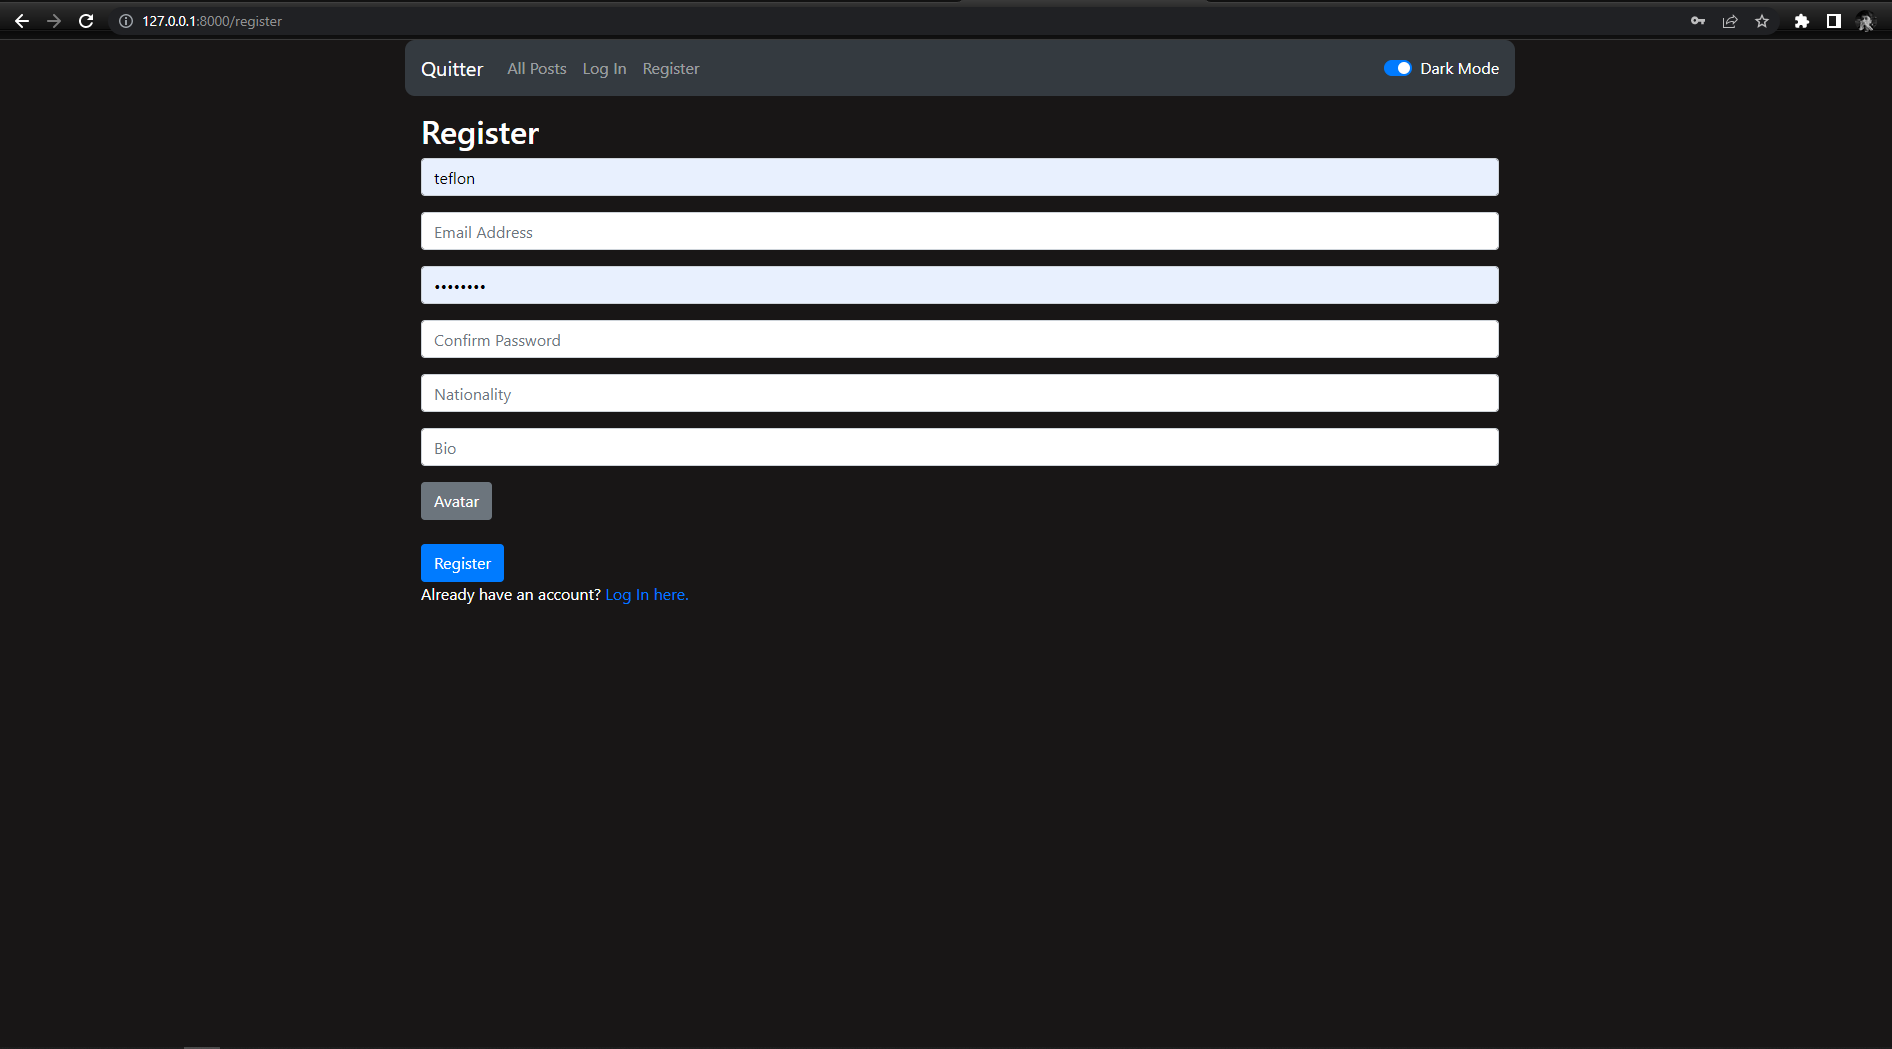 127.0.0.1:8000/register
Quitter All Posts Log In Register Dark Mode
Register
teflon
Email Address
••••••••
Confirm Password
Nationality
Bio
Avatar
Register
Already have an account? Log In here.